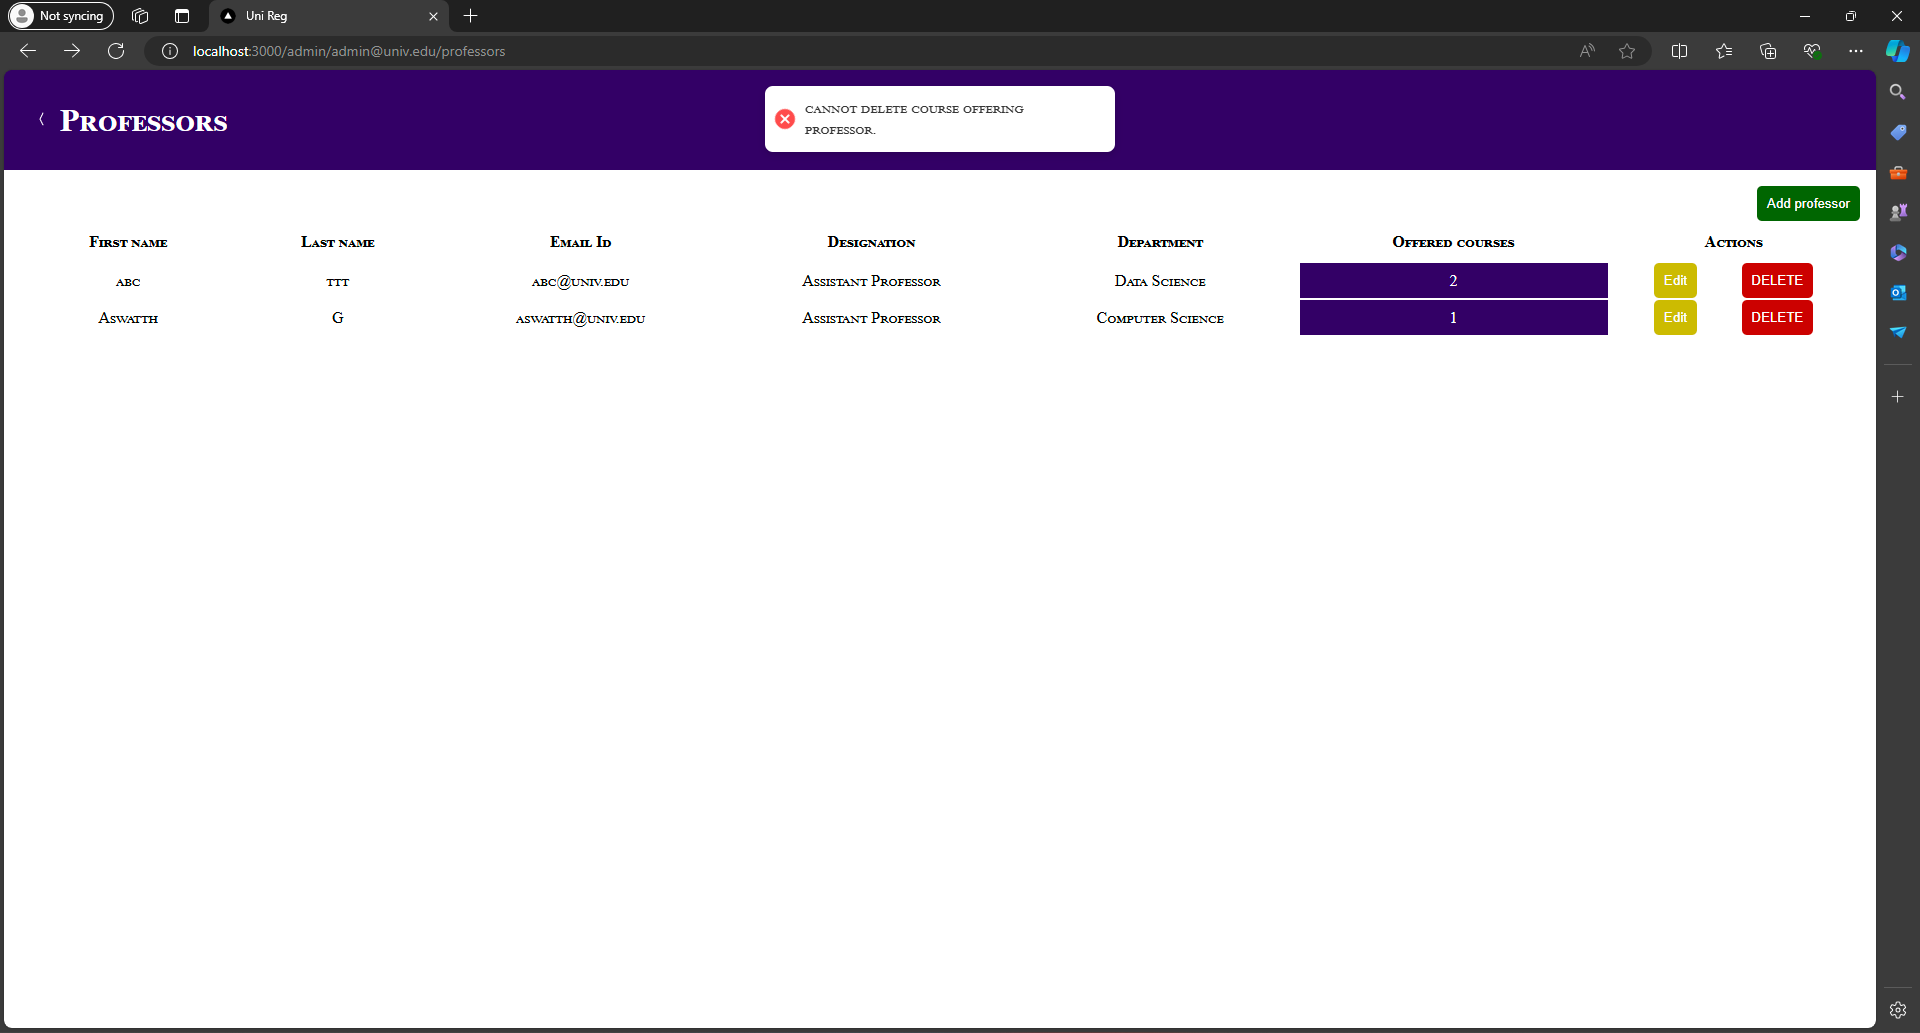 Not syncing
Uni Reg
localhost:3000/admin/admin@univ.edu/professors
Professors
cannot delete course offering
professor.
Add professor
First name Last name Email Id Designation Department Offered courses Actions
abc ttt abc@univ.edu Assistant Professor Data Science 2 Edit DELETE
Aswatth G aswatth@univ.edu Assistant Professor Computer Science 1 Edit DELETE